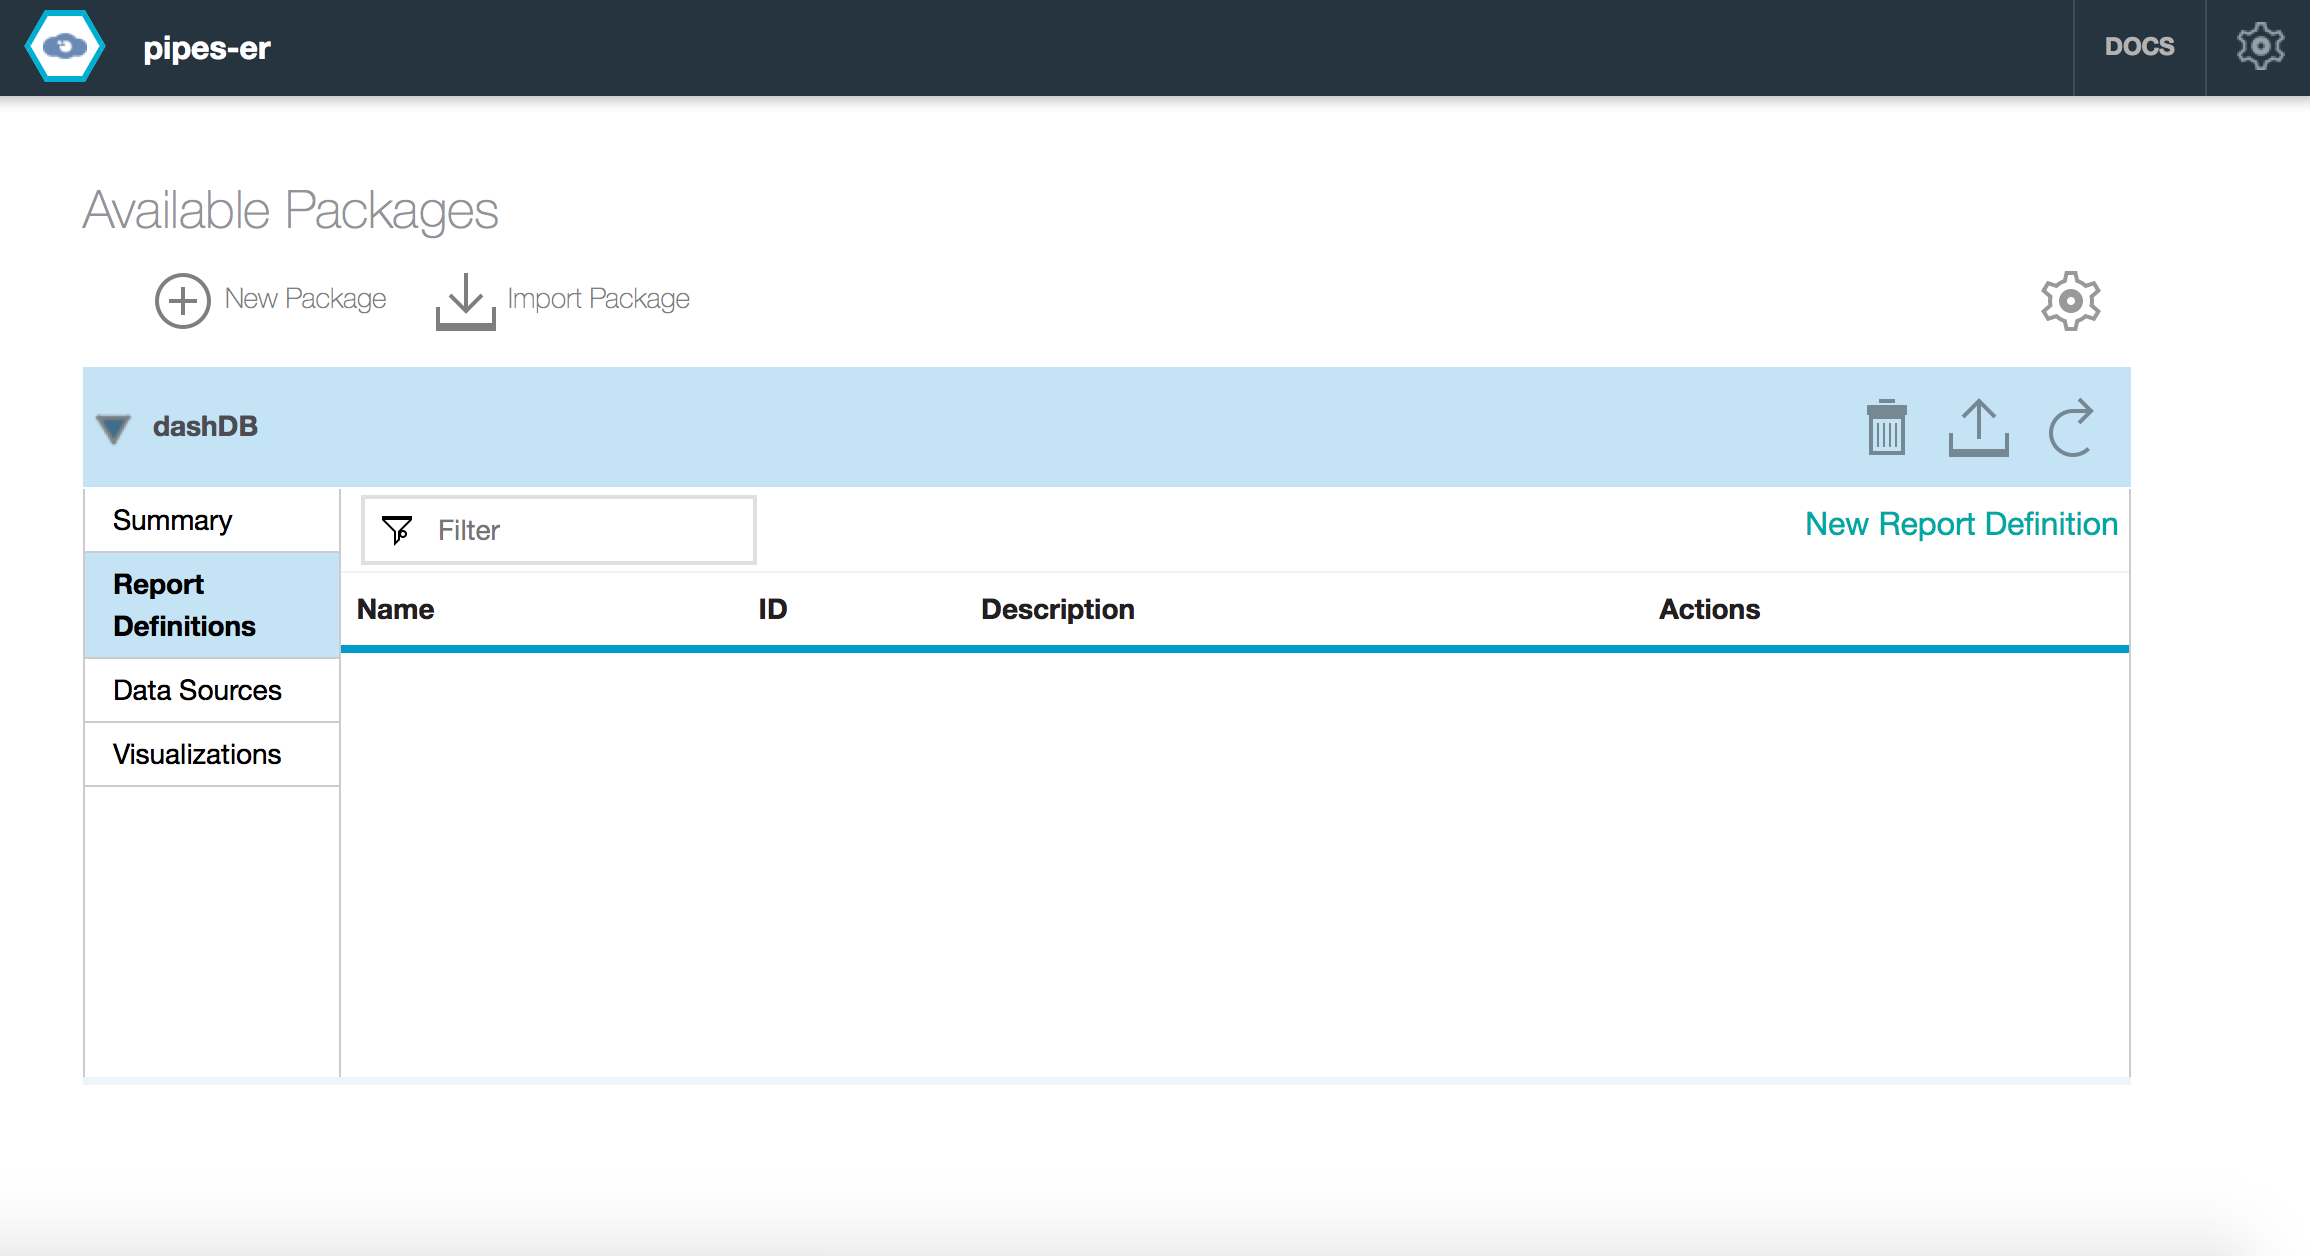 pipes-er
DOCS
Available Packages
New Package
Import Package
dashDB
Summary
Report
Definitions
Data Sources
Visualizations
Filter
New Report Definition
Name
ID
Description
Actions